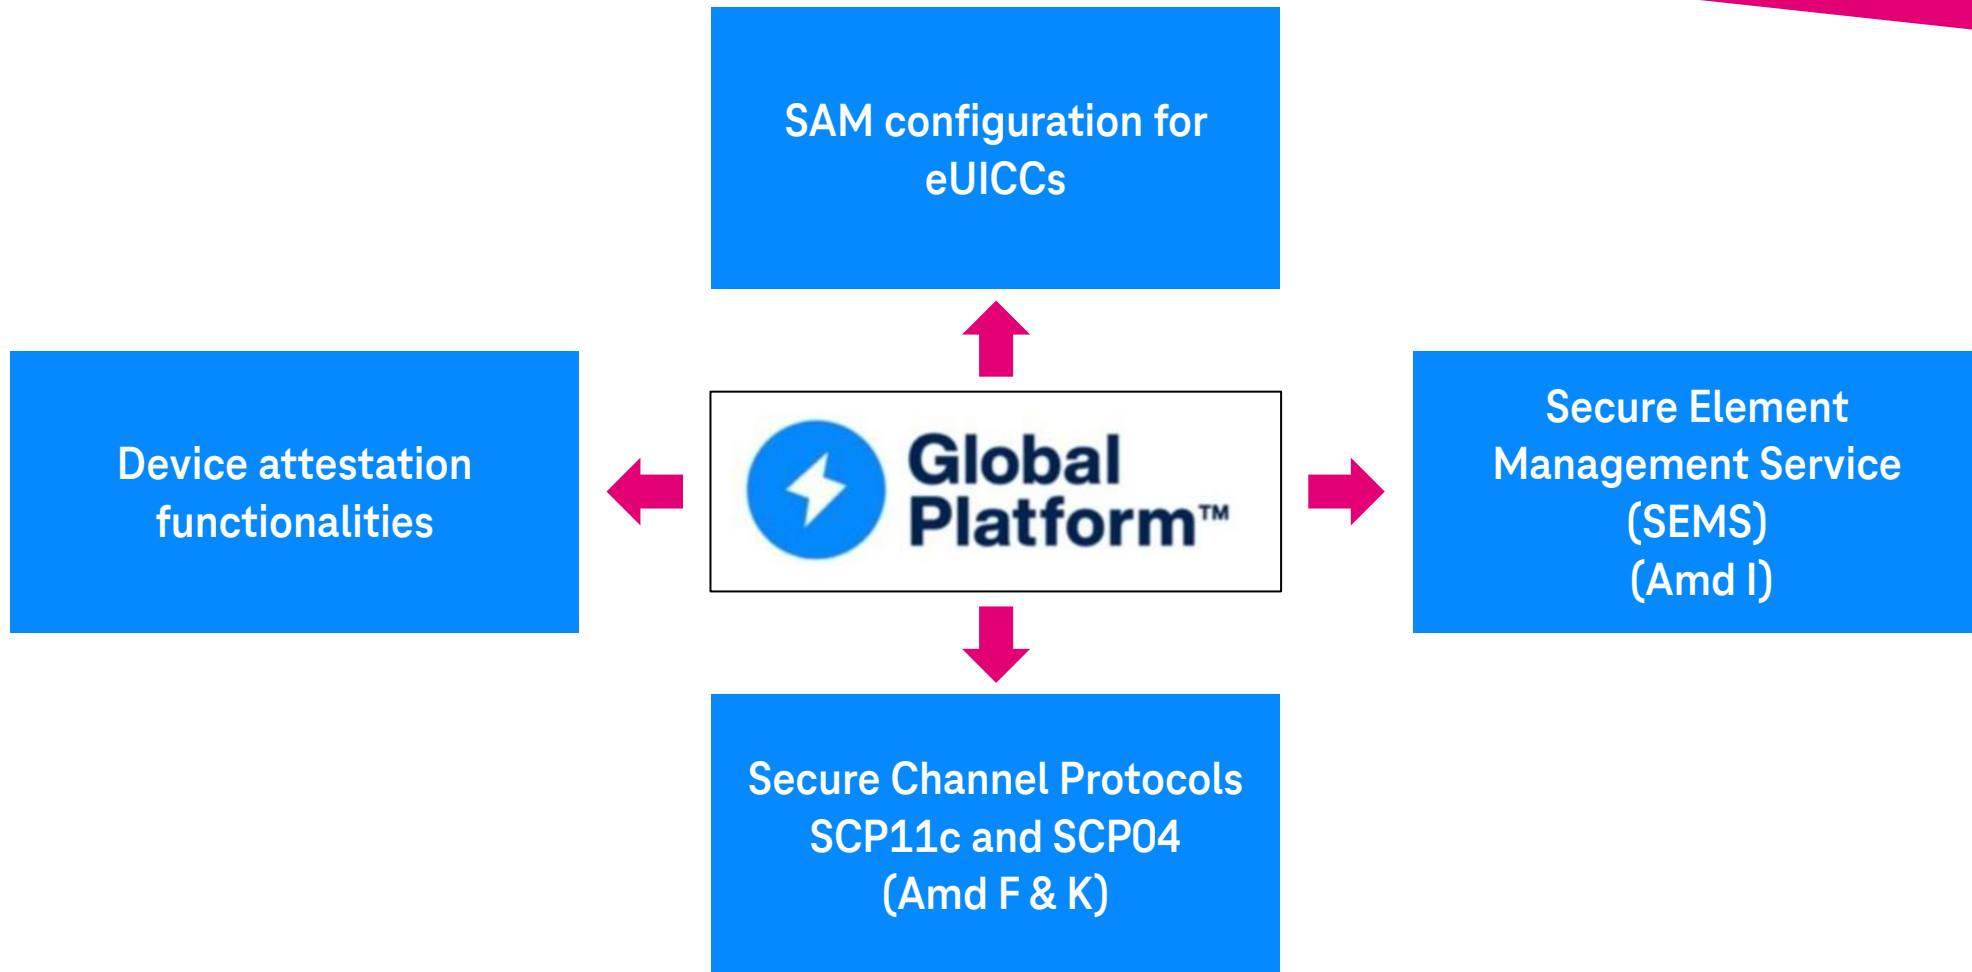 SAM configuration for
eUICCs
Device attestation
functionalities
Global
Platform™
Secure Element
Management Service
(SEMS)
(Amd I)
Secure Channel Protocols
SCP11c and SCP04
(Amd F & K)